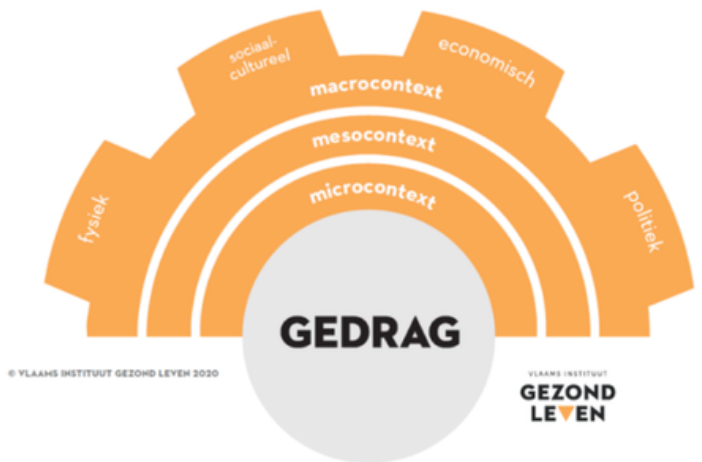 sociaal-
cultureel
economisch
macrocontext
mesocontext
microcontext
fysiek
politiek
GEDRAG
© VLAAMS INSTITUUT GEZOND LEVEN 2020
VLAAMS INSTITUUT
GEZOND
LEVEN